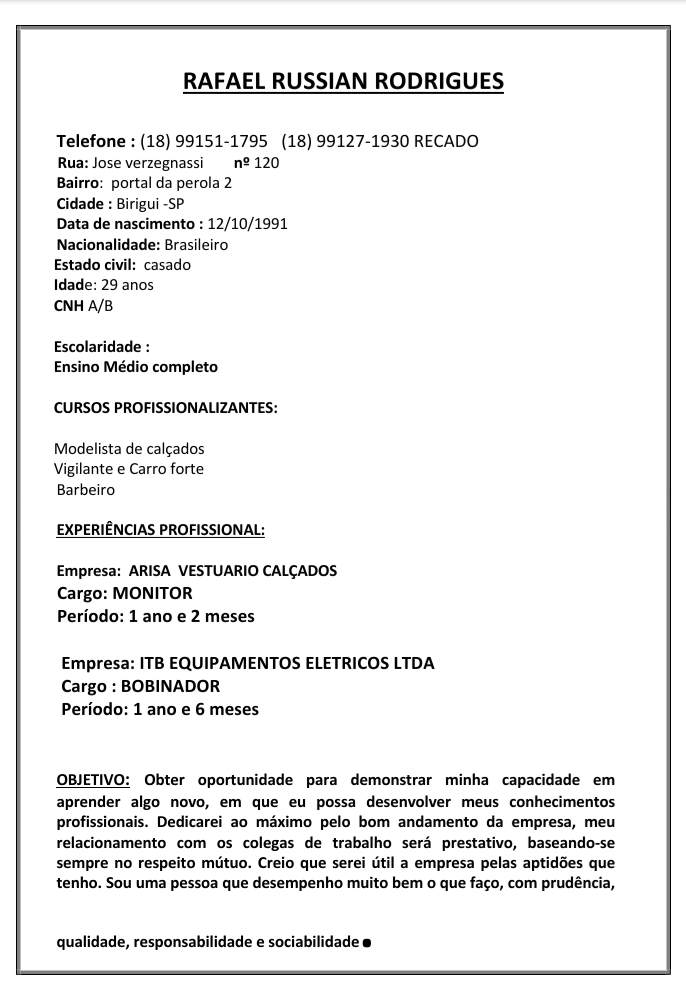 RAFAEL RUSSIAN RODRIGUES
Telefone : (18) 99151-1795 (18) 99127-1930 RECADO
Rua: Jose verzegnassi nº 120
Bairro: portal da perola 2
Cidade : Birigui -SP
Data de nascimento : 12/10/1991
Nacionalidade: Brasileiro
Estado civil: casado
Idade: 29 anos
CNH A/B
Escolaridade :
Ensino Médio completo
CURSOS PROFISSIONALIZANTES:
Modelista de calçados
Vigilante e Carro forte
Barbeiro
EXPERIÊNCIAS PROFISSIONAL:
Empresa: ARISA VESTUARIO CALÇADOS
Cargo: MONITOR
Período: 1 ano e 2 meses
Empresa: ITB EQUIPAMENTOS ELETRICOS LTDA
Cargo : BOBINADOR
Período: 1 ano e 6 meses
OBJETIVO: Obter oportunidade para demonstrar minha capacidade em
aprender algo novo, em que eu possa desenvolver meus conhecimentos
profissionais. Dedicarei ao máximo pelo bom andamento da empresa, meu
relacionamento com os colegas de trabalho será prestativo, baseando-se
sempre no respeito mútuo. Creio que serei útil a empresa pelas aptidões que
tenho. Sou uma pessoa que desempenho muito bem o que faço, com prudência,
qualidade, responsabilidade e sociabilidade